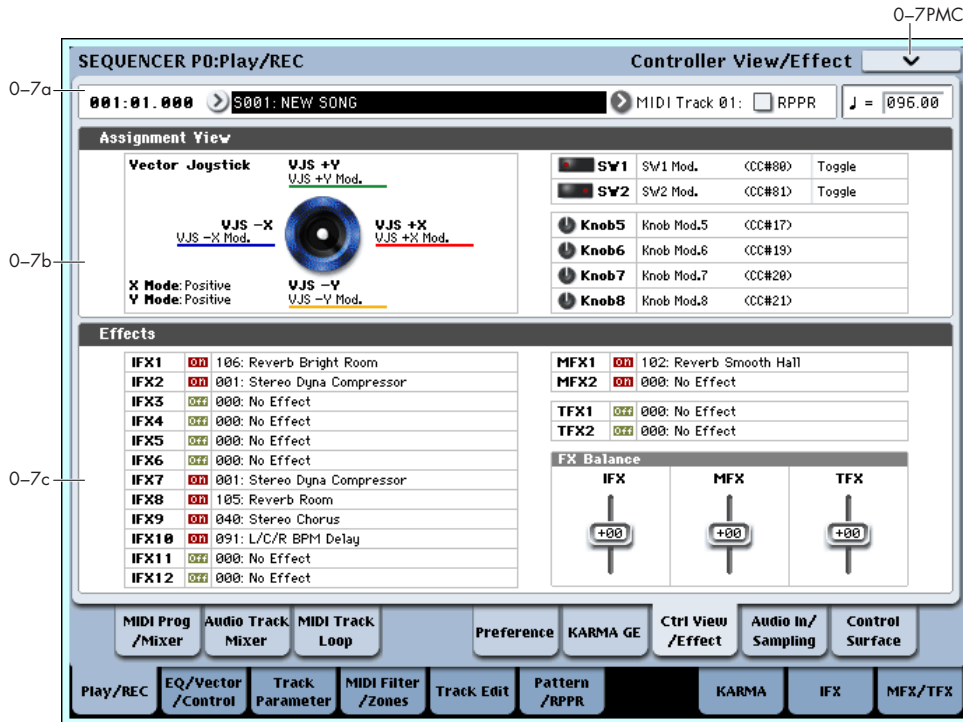 0–7PMC
SEQUENCER P0:Play/REC Controller View/Effect
0–7a
001:01.000 S001: NEW SONG MIDI Track 01: RPPR ♩ = 096.00
Assignment View
Vector Joystick VJS +Y
VJS +Y Mod.
VJS −X VJS +X
VJS −X Mod. VJS +X Mod.
0–7b
X Mode: Positive VJS −Y
Y Mode: Positive VJS −Y Mod.
SW1 SW1 Mod. (CC#80) Toggle
SW2 SW2 Mod. (CC#81) Toggle
Knob5 Knob Mod.5 (CC#17)
Knob6 Knob Mod.6 (CC#19)
Knob7 Knob Mod.7 (CC#20)
Knob8 Knob Mod.8 (CC#21)
Effects
IFX1 On 106: Reverb Bright Room
IFX2 On 001: Stereo Dyna Compressor
IFX3 Off 000: No Effect
IFX4 Off 000: No Effect
IFX5 Off 000: No Effect
IFX6 Off 000: No Effect
0–7c
IFX7 On 001: Stereo Dyna Compressor
IFX8 On 105: Reverb Room
IFX9 On 040: Stereo Chorus
IFX10 On 091: L/C/R BPM Delay
IFX11 Off 000: No Effect
IFX12 Off 000: No Effect
MFX1 On 102: Reverb Smooth Hall
MFX2 On 000: No Effect
TFX1 Off 000: No Effect
TFX2 Off 000: No Effect
FX Balance
IFX MFX TFX
+00 +00 +00
MIDI Prog /Mixer
Audio Track Mixer
MIDI Track Loop
Preference
KARMA GE
Ctrl View /Effect
Audio In/ Sampling
Control Surface
Play/REC
EQ/Vector /Control
Track Parameter
MIDI Filter /Zones
Track Edit
Pattern /RPPR
KARMA
IFX
MFX/TFX